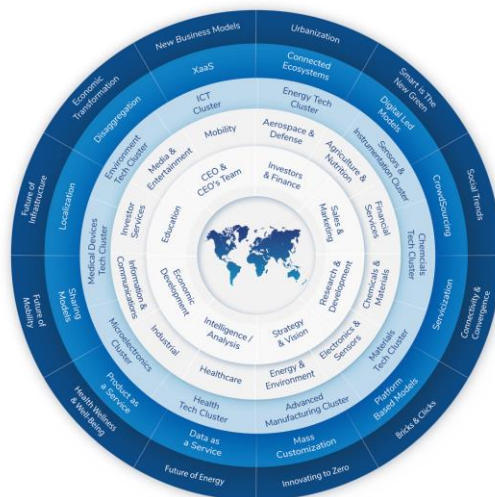 New Business Models
Urbanization
Smart is The
New Green
Social Trends
Connectivity &
Convergence
Bricks & Clicks
Innovating to Zero
Future of Energy
Health Wellness
& Well-Being
Future of
Mobility
Future of
Infrastructure
Economic
Transformation
XaaS
Connected
Ecosystems
Digital Led
Models
CrowdSourcing
Servicization
Platform
Based Models
Mass
Customization
Data as
a Service
Product as
a Service
Sharing
Models
Localization
Disaggregation
ICT
Cluster
Energy Tech
Cluster
Sensors &
Instrumentation Cluster
Chemcials
Tech Cluster
Materials
Tech Cluster
Advanced
Manufacturing Cluster
Health
Tech Cluster
Microelectronics
Cluster
Medical Devices
Tech Cluster
Environment
Tech Cluster
Mobility
Aerospace &
Defense
Agriculture &
Nutrition
Financial
Services
Chemicals &
Materials
Electronics &
Sensors
Energy &
Environment
Healthcare
Industrial
Information &
Communications
Investor
Services
Media &
Entertainment
CEO &
CEO's Team
Investors
& Finance
Sales &
Marketing
Research &
Development
Strategy
& Vision
Intelligence /
Analysis
Economic
Development
Education